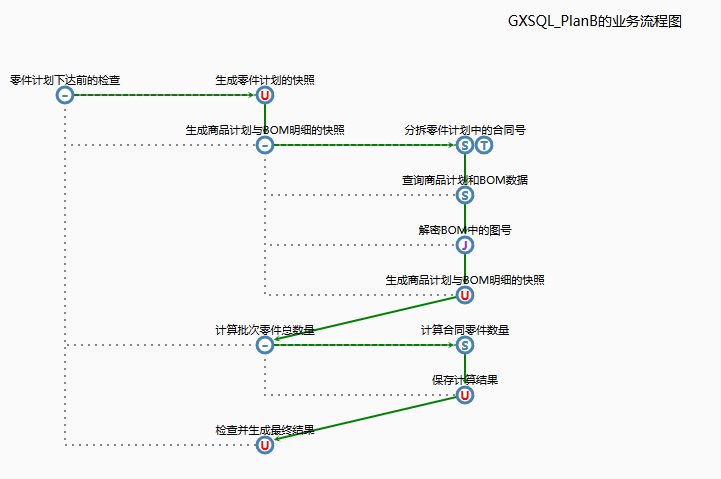 GXSQL_PlanB的业务流程图
零件计划下达前的检查
生成零件计划的快照
U
生成商品计划与BOM明细的快照
分拆零件计划中的合同号
S T
查询商品计划和BOM数据
S
解密BOM中的图号
J
生成商品计划与BOM明细的快照
U
计算批次零件总数量
计算合同零件数量
S
保存计算结果
U
检查并生成最终结果
U